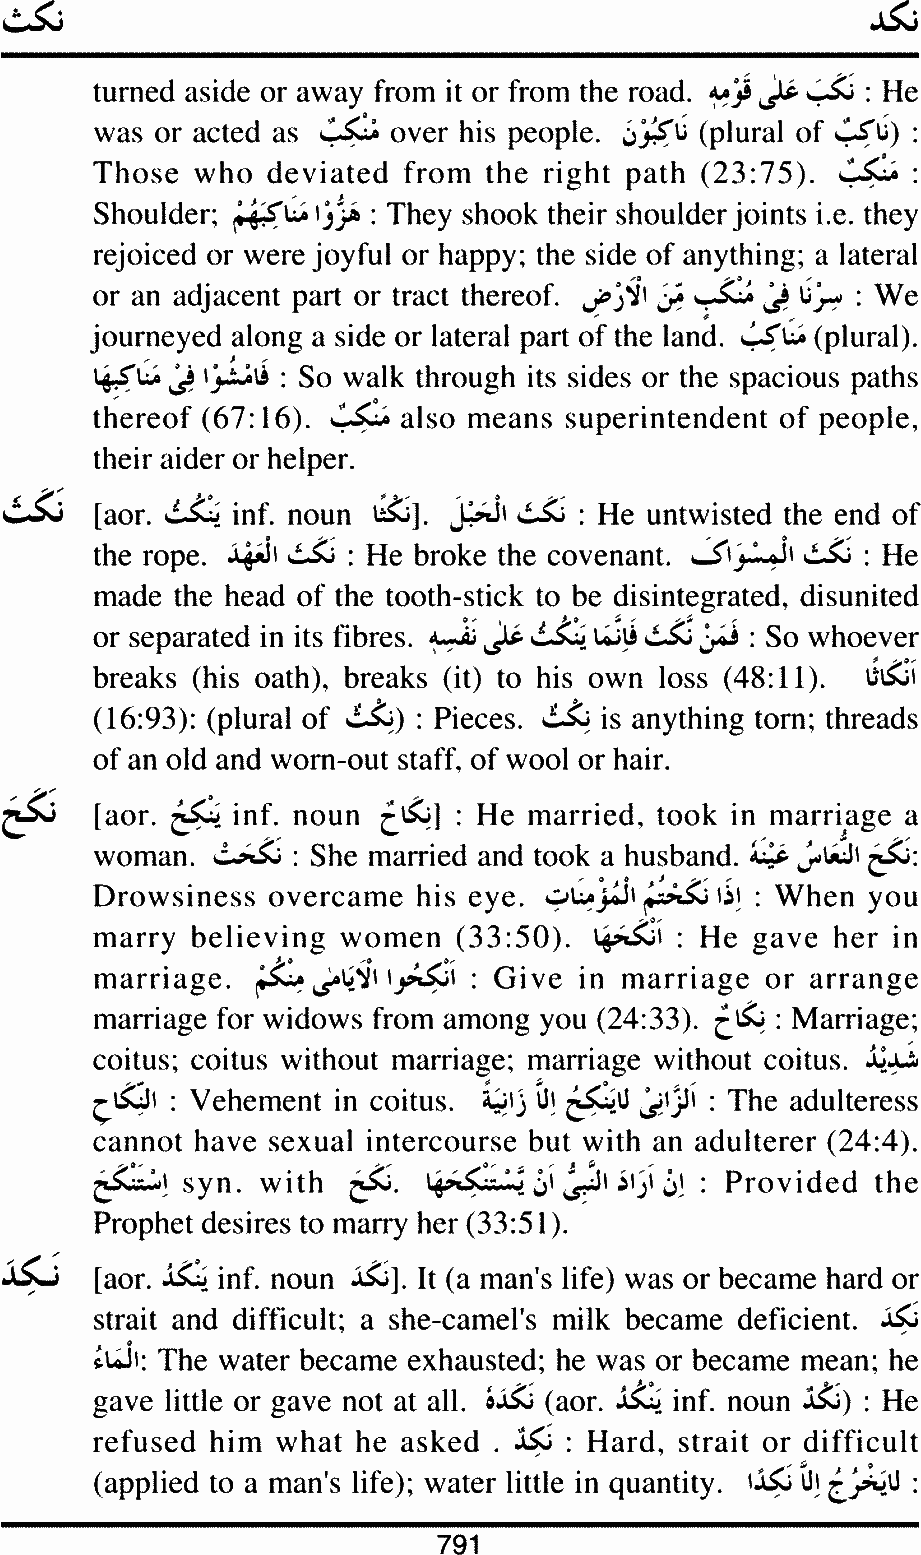 نكث نكد
turned aside or away from it or from the road. نَكَبَ عَلٰى قَوْمِهٖ : He
was or acted as مَنْكِبٌ over his people. نَاكِبُوْنَ (plural of نَاكِبٌ) :
Those who deviated from the right path (23:75). مَنْكِبٌ :
Shoulder; هَزُّوْا مَنَاكِبَهُمْ : They shook their shoulder joints i.e. they
rejoiced or were joyful or happy; the side of anything; a lateral
or an adjacent part or tract thereof. سِرْنَا فِيْ مَنْكَبٍ مِّنَ الْاَرْضِ : We
journeyed along a side or lateral part of the land. مَنَاكِبُ (plural).
فَامْشُوْا فِيْ مَنَاكِبِهَا : So walk through its sides or the spacious paths
thereof (67:16). مَنْكِبٌ also means superintendent of people,
their aider or helper.
نَكَثَ [aor. يَنْكُثُ inf. noun نَكْثًا]. نَكَثَ الْحَبْلَ : He untwisted the end of
the rope. نَكَثَ الْعَهْدَ : He broke the covenant. نَكَثَ الْمِسْوَاكَ : He
made the head of the tooth-stick to be disintegrated, disunited
or separated in its fibres. فَمَنْ نَكَثَ فَاِنَّمَا يَنْكُثُ عَلٰى نَفْسِهٖ : So whoever
breaks (his oath), breaks (it) to his own loss (48:11). اَنْكَاثًا
(16:93): (plural of نِكْثٌ) : Pieces. نِكْثٌ is anything torn; threads
of an old and worn-out staff, of wool or hair.
نَكَحَ [aor. يَنْكِحُ inf. noun نِكَاحٌ] : He married, took in marriage a
woman. نَكَحَتْ : She married and took a husband. نَكَحَ النُّعَاسُ عَيْنَهٗ:
Drowsiness overcame his eye. اِذَا نَكَحْتُمُ الْمُؤْمِنَاتِ : When you
marry believing women (33:50). اَنْكَحَهَا : He gave her in
marriage. اَنْكِحُوا الْاَيَامٰى مِنْكُمْ : Give in marriage or arrange
marriage for widows from among you (24:33). نِكَاحٌ : Marriage;
coitus; coitus without marriage; marriage without coitus. شَدِيْدُ
النِّكَاحِ : Vehement in coitus. اَلزَّانِيْ لَايَنْكِحُ اِلَّا زَانِيَةً : The adulteress
cannot have sexual intercourse but with an adulterer (24:4).
اِسْتَنْكَحَ syn. with نَكَحَ. اِنْ اَرَادَ النَّبِيُّ اَنْ يَّسْتَنْكِحَهَا : Provided the
Prophet desires to marry her (33:51).
نَكِدَ [aor. يَنْكَدُ inf. noun نَكَدَ]. It (a man's life) was or became hard or
strait and difficult; a she-camel's milk became deficient. نَكِدَ
الْمَاءُ: The water became exhausted; he was or became mean; he
gave little or gave not at all. نَكَدَهٗ (aor. يَنْكُدُ inf. noun نَكْدٌ) : He
refused him what he asked . نَكِدٌ : Hard, strait or difficult
(applied to a man's life); water little in quantity. لَايَخْرُجُ اِلَّا نَكِدًا :
791